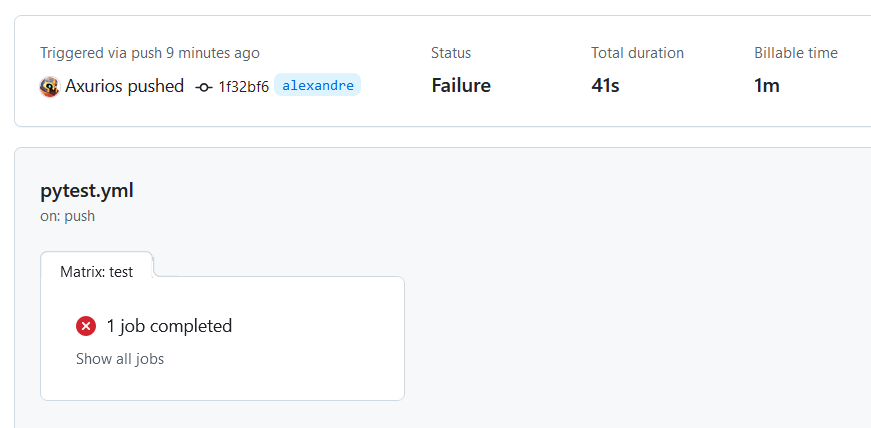 Triggered via push 9 minutes ago
Axurios pushed 1f32bf6 alexandre
Status
Failure
Total duration
41s
Billable time
1m
pytest.yml
on: push
Matrix: test
1 job completed
Show all jobs